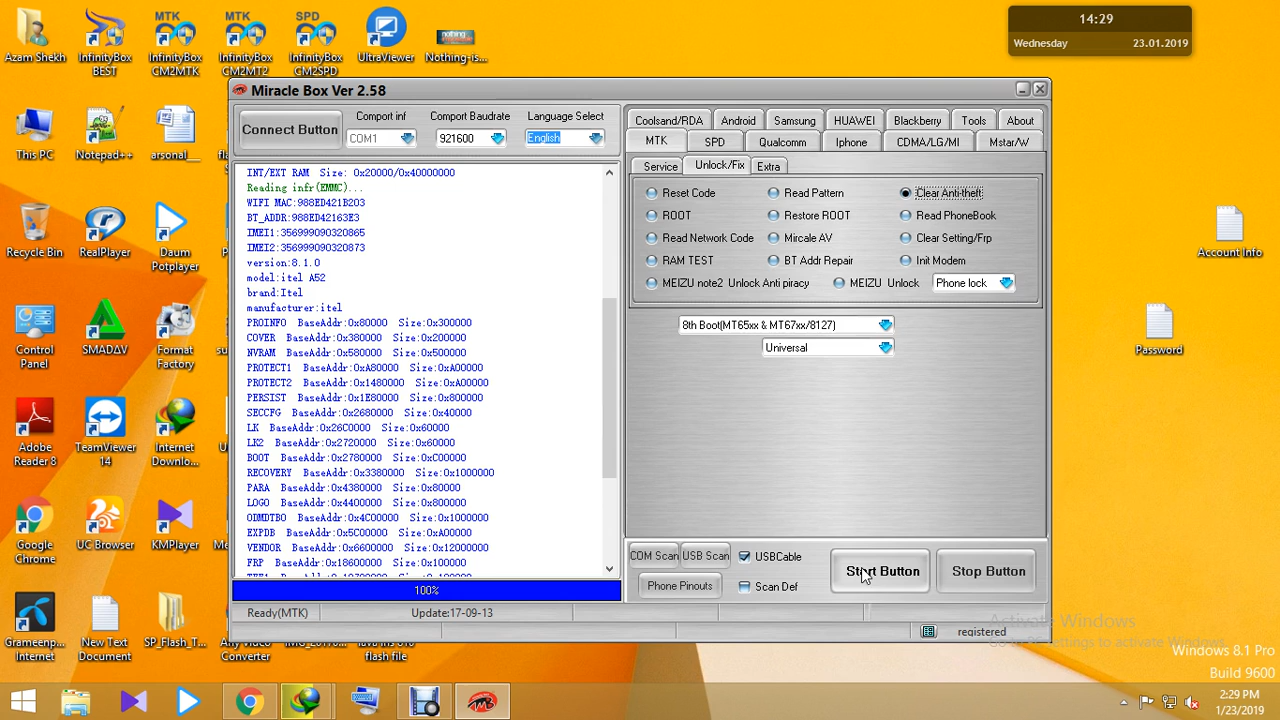 Azam Shekh
InfinityBox
BEST
MTK
InfinityBox
CM2MTK
MTK
InfinityBox
CM2MT2
SPD
InfinityBox
CM2SPD
UltraViewer
nothing
Nothing-is...
14:29
Wednesday
23.01.2019
This PC
Notepad++
arsonal__
Recycle Bin
RealPlayer
Daum
Potplayer
Control
Panel
SMADΔV
Format
Factory
Adobe
Reader 8
TeamViewer
14
Internet
Downlo...
Google
Chrome
UC Browser
KMPlayer
Grameenp...
Internet
New Text
Document
SP_Flash_T...
Any Video
Converter
flash file
Account Info
Password
Miracle Box Ver 2.58
Connect Button
Comport inf
COM1
Comport Baudrate
921600
Language Select
English
INT/EXT RAM Size: 0x20000/0x40000000
Reading infr(EMMC)...
WIFI MAC:988ED421B203
BT_ADDR:988ED42163E3
IMEI1:356999090320865
IMEI2:356999090320873
version:8.1.0
model:itel A52
brand:Itel
manufacturer:itel
PROINFO BaseAddr:0x80000 Size:0x300000
COVER BaseAddr:0x380000 Size:0x200000
NVRAM BaseAddr:0x580000 Size:0x500000
PROTECT1 BaseAddr:0xA80000 Size:0xA00000
PROTECT2 BaseAddr:0x1480000 Size:0xA00000
PERSIST BaseAddr:0x1E80000 Size:0x800000
SECCFG BaseAddr:0x2680000 Size:0x40000
LK BaseAddr:0x26C0000 Size:0x60000
LK2 BaseAddr:0x2720000 Size:0x60000
BOOT BaseAddr:0x2780000 Size:0xC00000
RECOVERY BaseAddr:0x3380000 Size:0x1000000
PARA BaseAddr:0x4380000 Size:0x80000
LOGO BaseAddr:0x4400000 Size:0x800000
ODMDTBO BaseAddr:0x4C00000 Size:0x1000000
EXPDB BaseAddr:0x5C00000 Size:0xA00000
VENDOR BaseAddr:0x6600000 Size:0x12000000
FRP BaseAddr:0x18600000 Size:0x100000
100%
Ready(MTK)
Update:17-09-13
Coolsand/RDA
Android
Samsung
HUAWEI
Blackberry
Tools
About
MTK
SPD
Qualcomm
Iphone
CDMA/LG/MI
Mstar/W
Service
Unlock/Fix
Extra
Reset Code
Read Pattern
Clear Anti-theft
ROOT
Restore ROOT
Read PhoneBook
Read Network Code
Mircale AV
Clear Setting/Frp
RAM TEST
BT Addr Repair
Init Modem
MEIZU note2 Unlock Anti piracy
MEIZU Unlock
Phone lock
8th Boot(MT65xx & MT67xx/8127)
Universal
COM Scan
USB Scan
USBCable
Phone Pinouts
Scan Def
Start Button
Stop Button
registered
Activate Windows
Windows 8.1 Pro
Build 9600
2:29 PM
1/23/2019